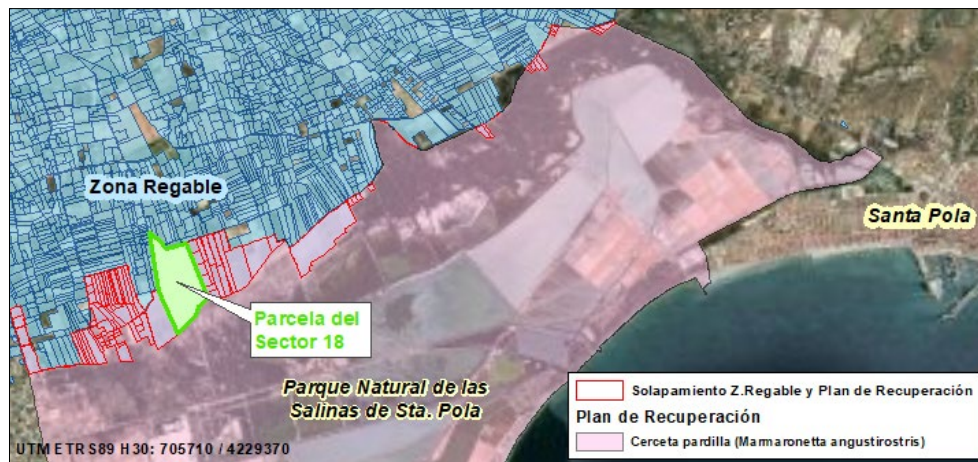 Zona Regable
Santa Pola
Parcela del
Sector 18
Parque Natural de las
Salinas de Sta. Pola
Solapamiento Z.Regable y Plan de Recuperación
Plan de Recuperación
Cerceta pardilla (Marmaronetta angustirostris)
UTM ETRS89 H30: 705710 / 4229370